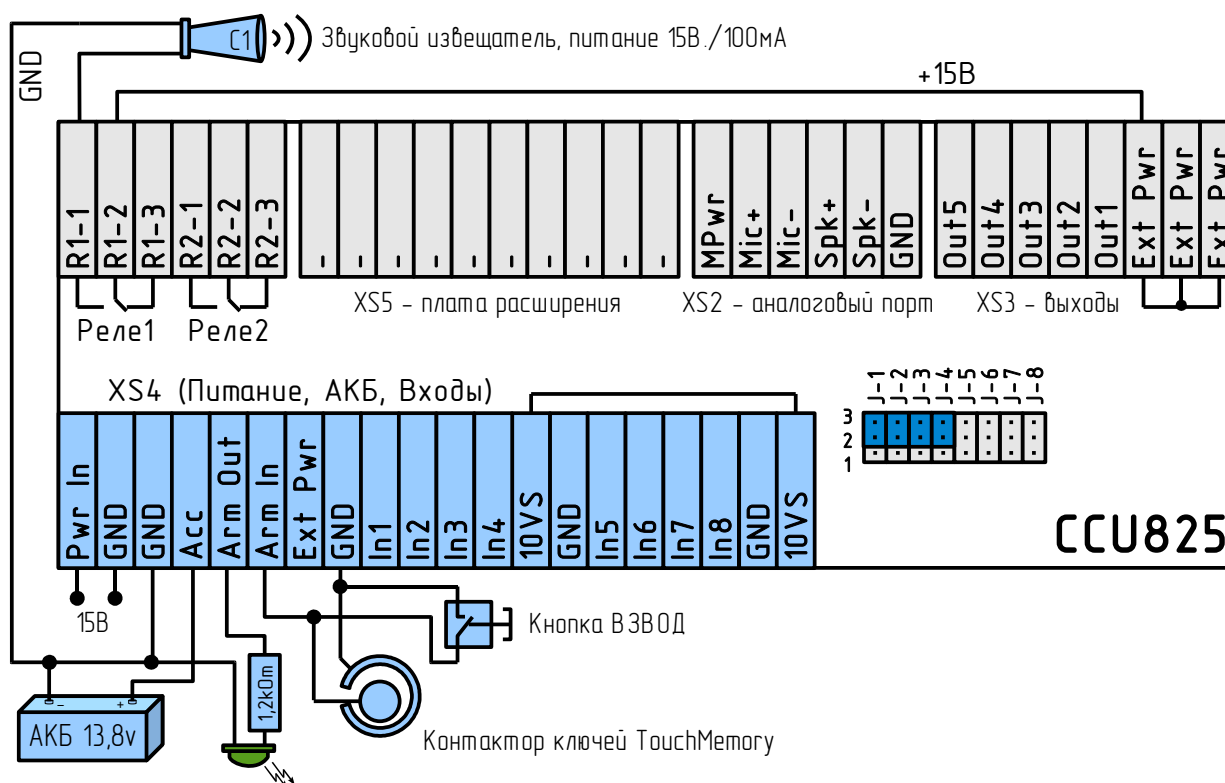 C1
Звуковой извещатель, питание 15В./100мА
GND
+15В
R1-1
R1-2
R1-3
R2-1
R2-2
R2-3
-
-
-
-
-
-
-
-
-
-
MPwr
Mic+
Mic-
Spk+
Spk-
GND
Out5
Out4
Out3
Out2
Out1
Ext Pwr
Ext Pwr
Ext Pwr
Реле1
Реле2
XS5 - плата расширения
XS2 - аналоговый порт
XS3 - выходы
XS4 (Питание, АКБ, Входы)
J-1
J-2
J-3
J-4
J-5
J-6
J-7
J-8
3
2
1
Pwr In
GND
GND
Acc
Arm Out
Arm In
Ext Pwr
GND
In1
In2
In3
In4
10VS
GND
In5
In6
In7
In8
GND
10VS
CCU825
15В
Кнопка ВЗВОД
1,2kOm
- +
АКБ 13,8v
Контактор ключей TouchMemory